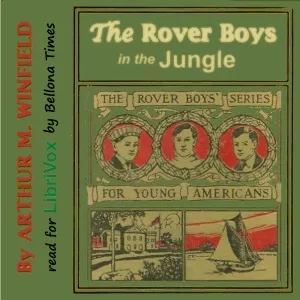 The Rover Boys
in the Jungle
THE ROVER BOYS' SERIES
FOR YOUNG AMERICANS
By ARTHUR M. WINFIELD
read for LibriVox by Bellona Times